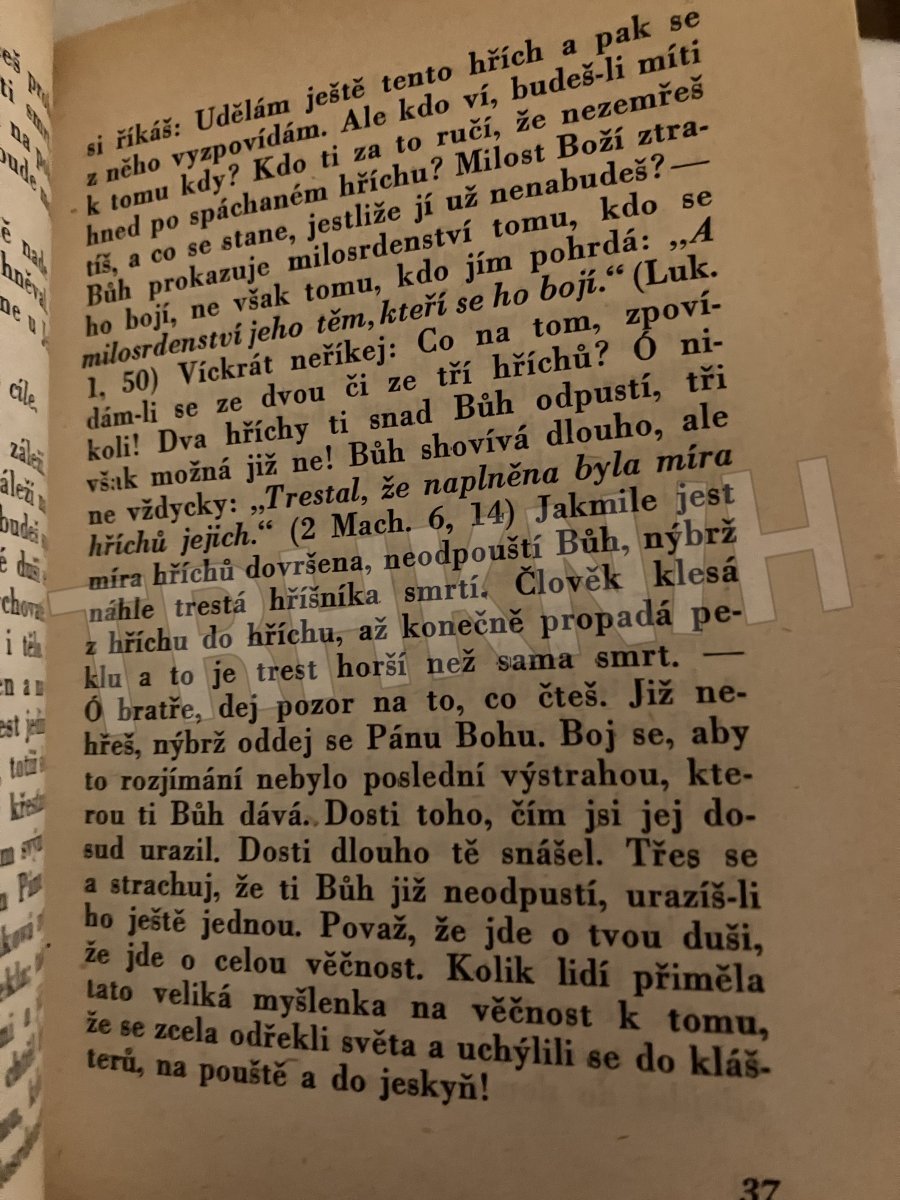 si říkáš: Udělám ještě tento hřích a pak se
z něho vyzpovídám. Ale kdo ví, budeš-li míti
k tomu kdy? Kdo ti za to ručí, že nezemřeš
hned po spáchaném hříchu? Milost Boží ztra-
tíš, a co se stane, jestliže jí už nenabudeš? —
Bůh prokazuje milosrdenství tomu, kdo se
ho bojí, ne však tomu, kdo jím pohrdá: „A
milosrdenství jeho těm, kteří se ho bojí.“ (Luk.
1, 50) Víckrát neříkej: Co na tom, zpoví-
dám-li se ze dvou či ze tří hříchů? Ó ni-
koli! Dva hříchy ti snad Bůh odpustí, tři
však možná již ne! Bůh shovívá dlouho, ale
ne vždycky: „Trestal, že naplněna byla míra
hříchů jejich.“ (2 Mach. 6, 14) Jakmile jest
míra hříchů dovršena, neodpouští Bůh, nýbrž
náhle trestá hříšníka smrtí. Člověk klesá
z hříchu do hříchu, až konečně propadá pe-
klu a to je trest horší než sama smrt. —
Ó bratře, dej pozor na to, co čteš. Již ne-
hřeš, nýbrž oddej se Pánu Bohu. Boj se, aby
to rozjímání nebylo poslední výstrahou, kte-
rou ti Bůh dává. Dosti toho, čím jsi jej do-
sud urazil. Dosti dlouho tě snášel. Třes se
a strachuj, že ti Bůh již neodpustí, urazíš-li
ho ještě jednou. Považ, že jde o tvou duši,
že jde o celou věčnost. Kolik lidí přiměla
tato veliká myšlenka na věčnost k tomu,
že se zcela odřekli světa a uchýlili se do kláš-
terů, na pouště a do jeskyň!
37